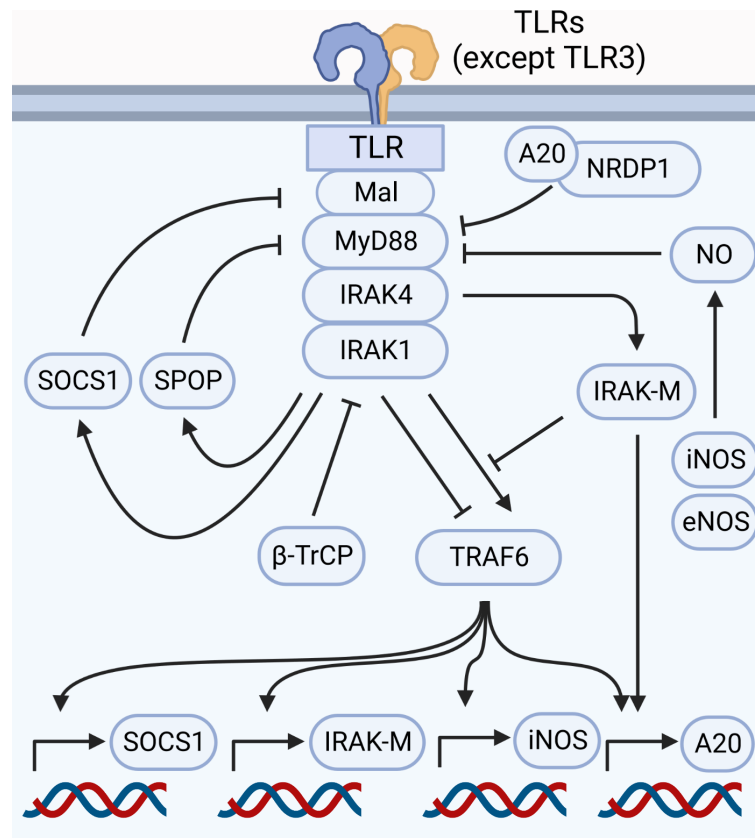 TLRs
(except TLR3)
TLR
A20
NRDP1
Mal
MyD88
NO
IRAK4
IRAK1
SOCS1
SPOP
IRAK-M
iNOS
eNOS
β-TrCP
TRAF6
SOCS1
IRAK-M
iNOS
A20